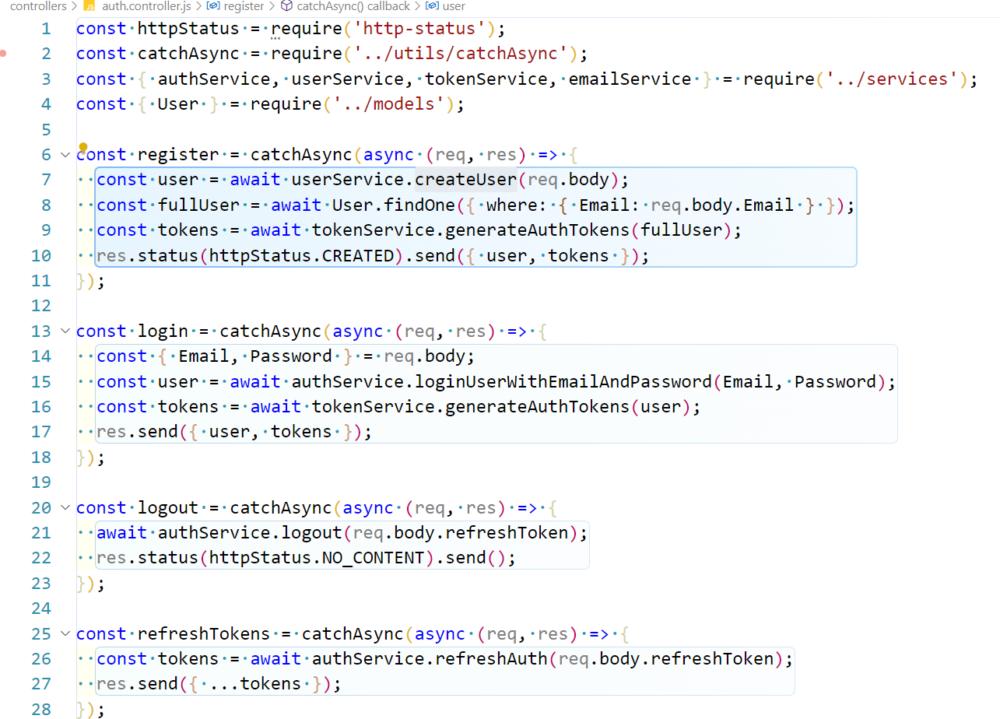 controllers > JS auth.controller.js > register > catchAsync() callback > user
1 const httpStatus = require('http-status');
2 const catchAsync = require('../utils/catchAsync');
3 const { authService, userService, tokenService, emailService } = require('../services');
4 const { User } = require('../models');
5
6 const register = catchAsync(async (req, res) => {
7   const user = await userService.createUser(req.body);
8   const fullUser = await User.findOne({ where: { Email: req.body.Email } });
9   const tokens = await tokenService.generateAuthTokens(fullUser);
10   res.status(httpStatus.CREATED).send({ user, tokens });
11 });
12
13 const login = catchAsync(async (req, res) => {
14   const { Email, Password } = req.body;
15   const user = await authService.loginUserWithEmailAndPassword(Email, Password);
16   const tokens = await tokenService.generateAuthTokens(user);
17   res.send({ user, tokens });
18 });
19
20 const logout = catchAsync(async (req, res) => {
21   await authService.logout(req.body.refreshToken);
22   res.status(httpStatus.NO_CONTENT).send();
23 });
24
25 const refreshTokens = catchAsync(async (req, res) => {
26   const tokens = await authService.refreshAuth(req.body.refreshToken);
27   res.send({ ...tokens });
28 });